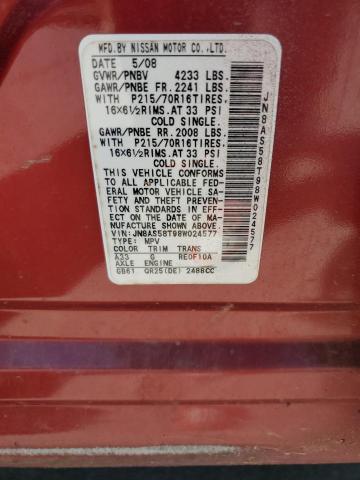 MFD.BY NISSAN MOTOR CO.,LTD.
DATE 5/08
GVWR/PNBV 4233 LBS.
GAWR/PNBE FR.2241 LBS.
WITH P215/70R16TIRES,
16X6½RIMS.AT 33 PSI
COLD SINGLE.
GAWR/PNBE RR.2008 LBS.
WITH P215/70R16TIRES,
16X6½RIMS.AT 33 PSI
COLD SINGLE.
THIS VEHICLE CONFORMS
TO ALL APPLICABLE FED-
ERAL MOTOR VEHICLE SA-
FETY AND THEFT PREVEN-
TION STANDARDS IN EFF-
ECT ON THE DATE OF MA-
NUFACTURE SHOWN ABOVE.
VIN: JN8AS58T98W024577
TYPE: MPV
COLOR TRIM TRANS
A33 G RE0F10A
AXLE ENGINE
GB61 QR25(DE) 2488CC
JN8AS58T98W024577